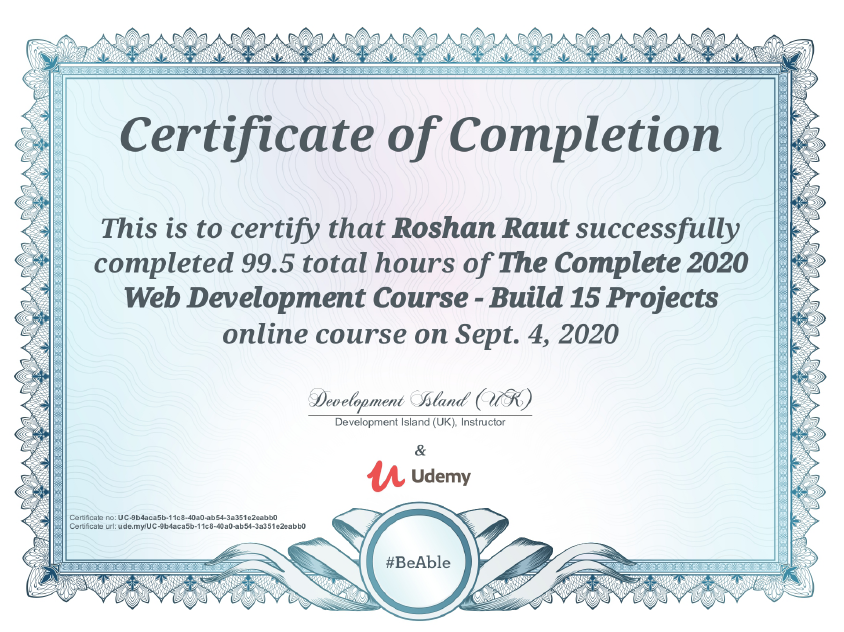 Certificate of Completion
This is to certify that Roshan Raut successfully
completed 99.5 total hours of The Complete 2020
Web Development Course - Build 15 Projects
online course on Sept. 4, 2020
Development Island (UK)
Development Island (UK), Instructor
&
Udemy
Certificate no: UC-9b4aca5b-11c8-40a0-ab54-3a351e2eabb0
Certificate url: ude.my/UC-9b4aca5b-11c8-40a0-ab54-3a351e2eabb0
#BeAble